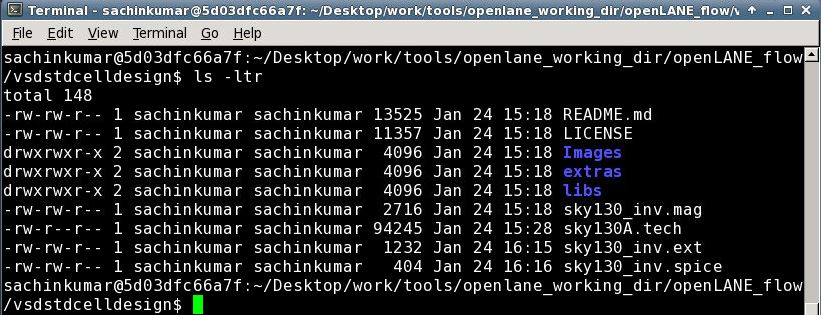 Terminal - sachinkumar@5d03dfc66a7f: ~/Desktop/work/tools/openlane_working_dir/openLANE_flow/v
File Edit View Terminal Go Help
sachinkumar@5d03dfc66a7f:~/Desktop/work/tools/openlane_working_dir/openLANE_flow
/vsdstdcelldesign$ ls -ltr
total 148
-rw-rw-r-- 1 sachinkumar sachinkumar 13525 Jan 24 15:18 README.md
-rw-rw-r-- 1 sachinkumar sachinkumar 11357 Jan 24 15:18 LICENSE
drwxrwxr-x 2 sachinkumar sachinkumar  4096 Jan 24 15:18 Images
drwxrwxr-x 2 sachinkumar sachinkumar  4096 Jan 24 15:18 extras
drwxrwxr-x 2 sachinkumar sachinkumar  4096 Jan 24 15:18 libs
-rw-rw-r-- 1 sachinkumar sachinkumar  2716 Jan 24 15:18 sky130_inv.mag
-rw-r--r-- 1 sachinkumar sachinkumar 94245 Jan 24 15:28 sky130A.tech
-rw-rw-r-- 1 sachinkumar sachinkumar  1232 Jan 24 16:15 sky130_inv.ext
-rw-rw-r-- 1 sachinkumar sachinkumar   404 Jan 24 16:16 sky130_inv.spice
sachinkumar@5d03dfc66a7f:~/Desktop/work/tools/openlane_working_dir/openLANE_flow
/vsdstdcelldesign$